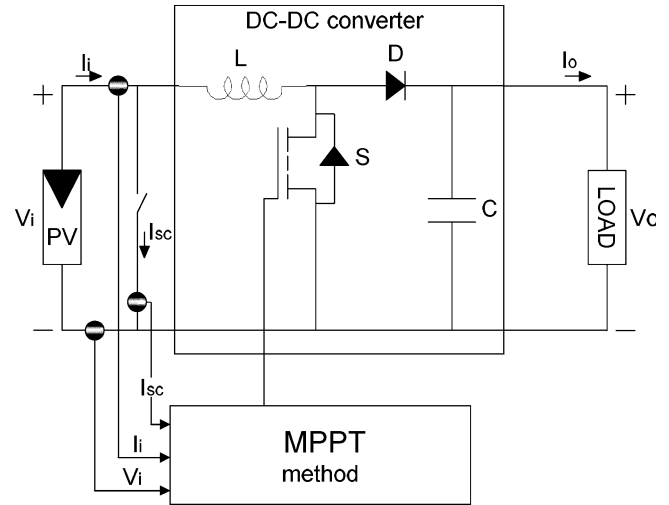 DC-DC converter
Ii
L
D
Io
+
+
S
Vi
PV
Isc
C
LOAD
Vo
Isc
Ii
Vi
MPPT
method